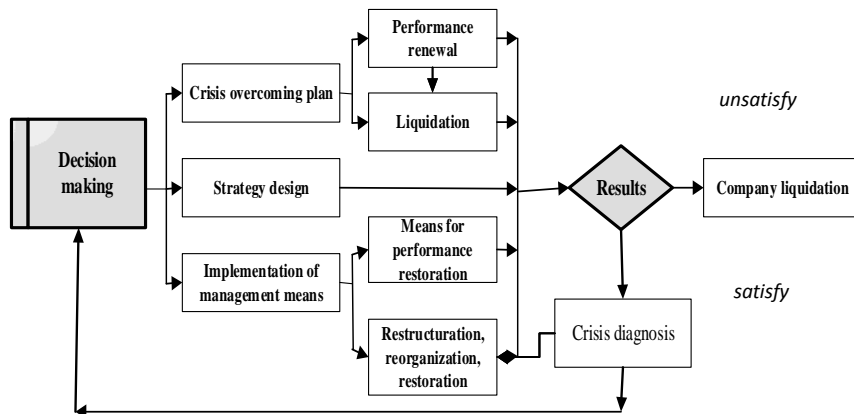 Performance
renewal
Crisis overcoming plan
Liquidation
unsatisfy
Decision
making
Strategy design
Results
Company liquidation
Means for
performance
restoration
Implementation of
management means
satisfy
Restructuration,
reorganization,
restoration
Crisis diagnosis